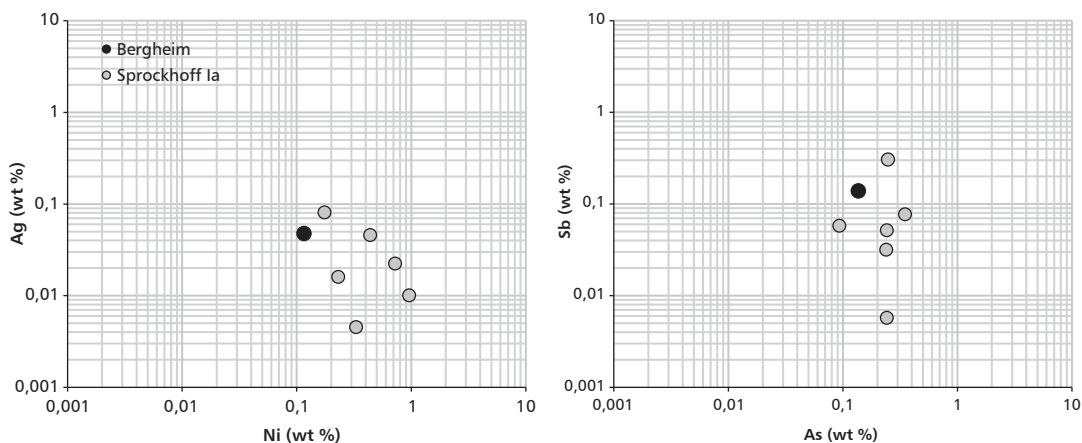 10
1
0,1
0,01
0,001
Ag (wt %)
Bergheim
Sprockhoff Ia
0,001 0,01 0,1 1 10
Ni (wt %)
10
1
0,1
0,01
0,001
Sb (wt %)
0,001 0,01 0,1 1 10
As (wt %)